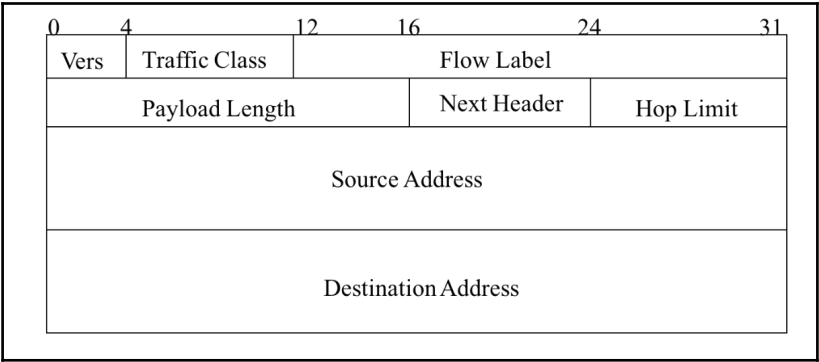 0 4 12 16 24 31
Vers Traffic Class Flow Label
Payload Length Next Header Hop Limit
Source Address
Destination Address